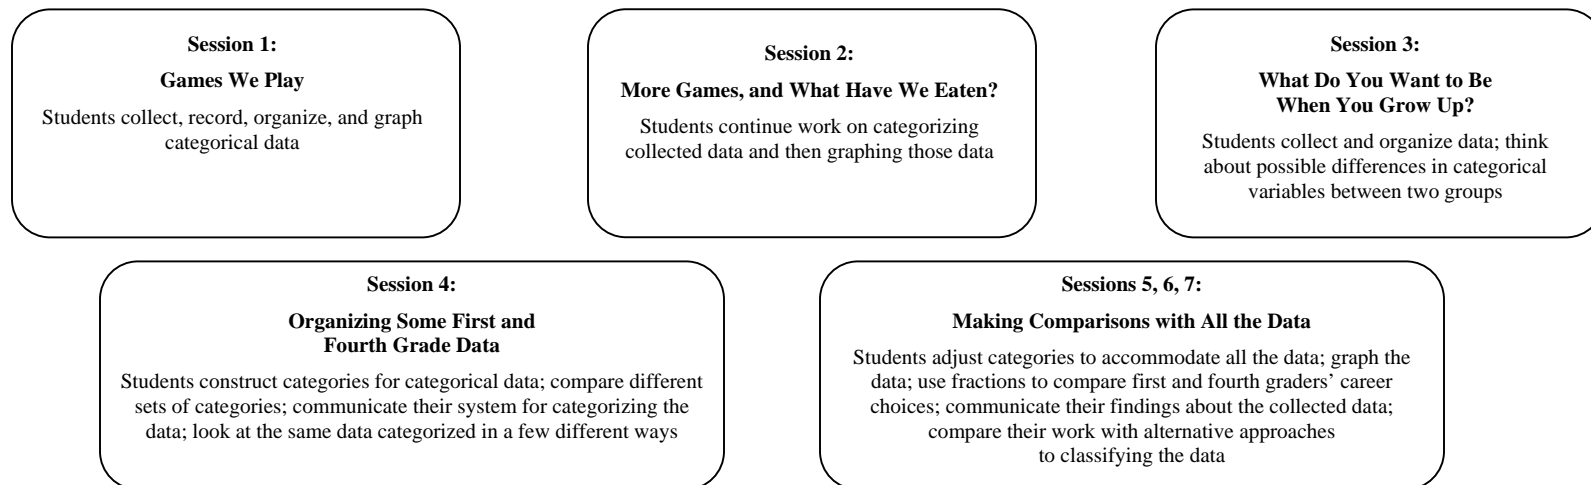 Session 1:
Games We Play
Students collect, record, organize, and graph
categorical data
Session 2:
More Games, and What Have We Eaten?
Students continue work on categorizing
collected data and then graphing those data
Session 3:
What Do You Want to Be
When You Grow Up?
Students collect and organize data; think
about possible differences in categorical
variables between two groups
Session 4:
Organizing Some First and
Fourth Grade Data
Students construct categories for categorical data; compare different
sets of categories; communicate their system for categorizing the
data; look at the same data categorized in a few different ways
Sessions 5, 6, 7:
Making Comparisons with All the Data
Students adjust categories to accommodate all the data; graph the
data; use fractions to compare first and fourth graders’ career
choices; communicate their findings about the collected data;
compare their work with alternative approaches
to classifying the data